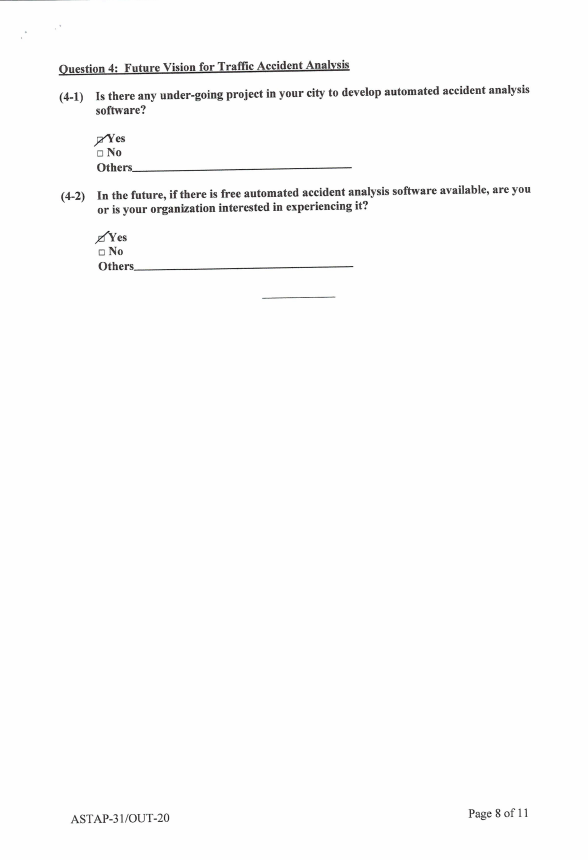 Question 4: Future Vision for Traffic Accident Analysis
(4-1) Is there any under-going project in your city to develop automated accident analysis
software?
☑ Yes
□ No
Others
(4-2) In the future, if there is free automated accident analysis software available, are you
or is your organization interested in experiencing it?
☑ Yes
□ No
Others
ASTAP-31/OUT-20
Page 8 of 11